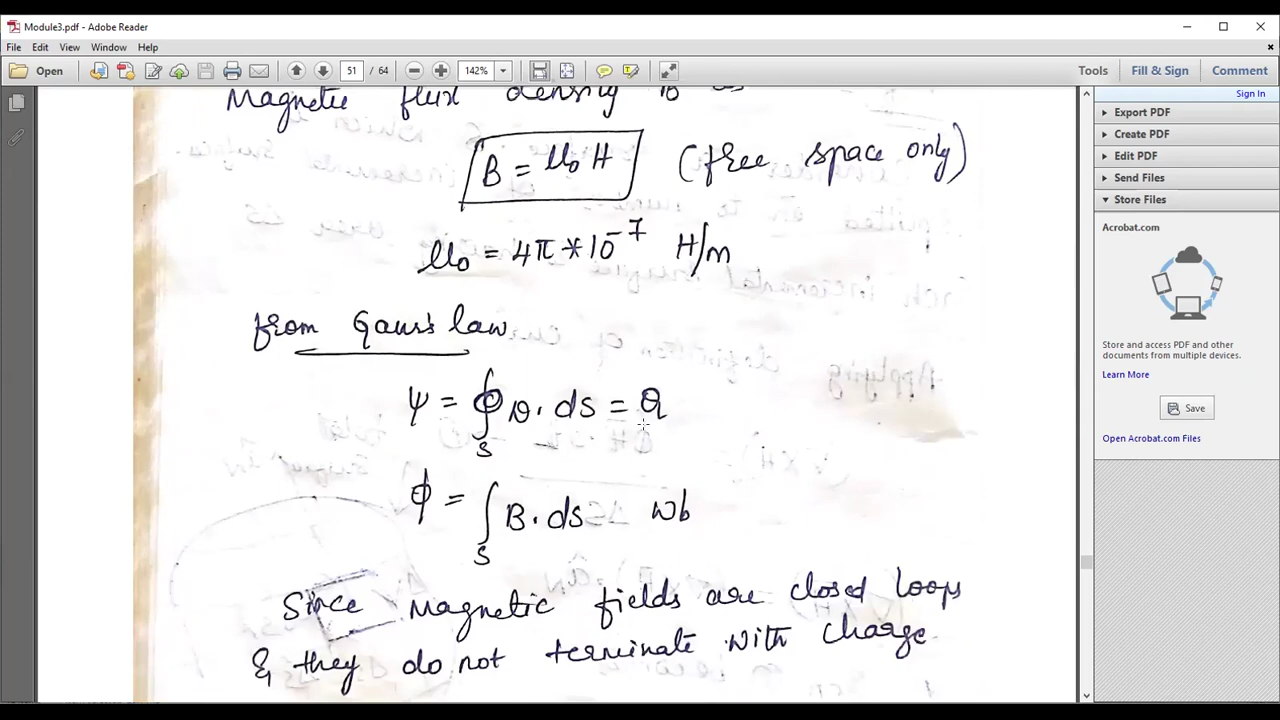 Module3.pdf - Adobe Reader
File Edit View Window Help
Open 51 / 64 142% Tools Fill & Sign Comment
Sign In
Export PDF
Create PDF
Edit PDF
Send Files
Store Files
Acrobat.com
Store and access PDF and other
documents from multiple devices.
Learn More
Save
Open Acrobat.com Files
Magnetic flux density is as
B = μ₀ H (free space only)
μ₀ = 4π * 10⁻⁷ H/m
from Gauss's law
ψ = ∮ₛ D. ds = Q
ϕ = ∫ₛ B. ds wb
Since Magnetic fields are closed loops
& they do not terminate with charge